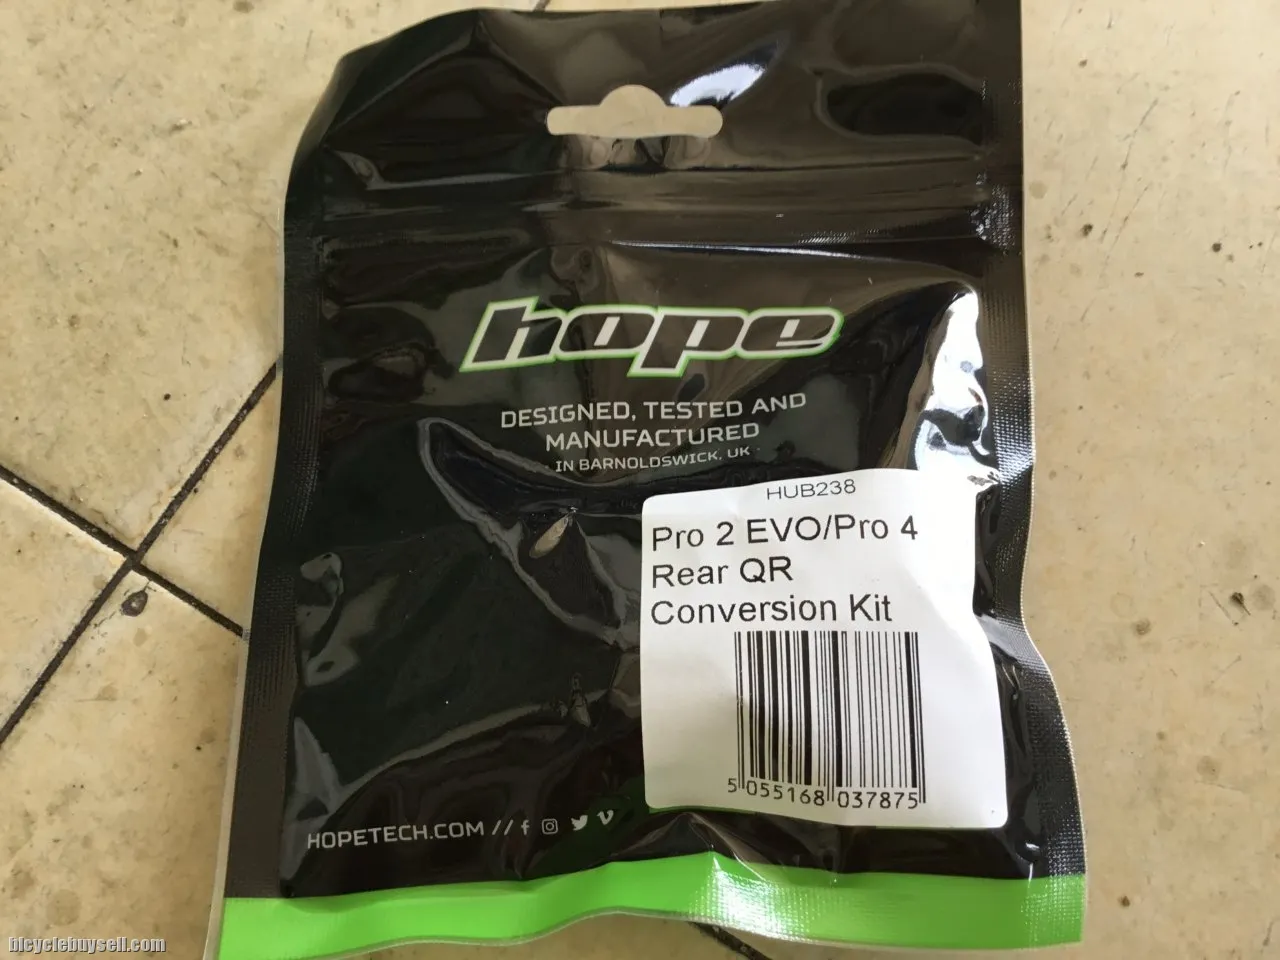 hope
DESIGNED, TESTED AND
MANUFACTURED
IN BARNOLDSWICK, UK
HUB238
Pro 2 EVO/Pro 4
Rear QR
Conversion Kit
5 055168 037875
HOPETECH.COM //
bicyclebuysell.com